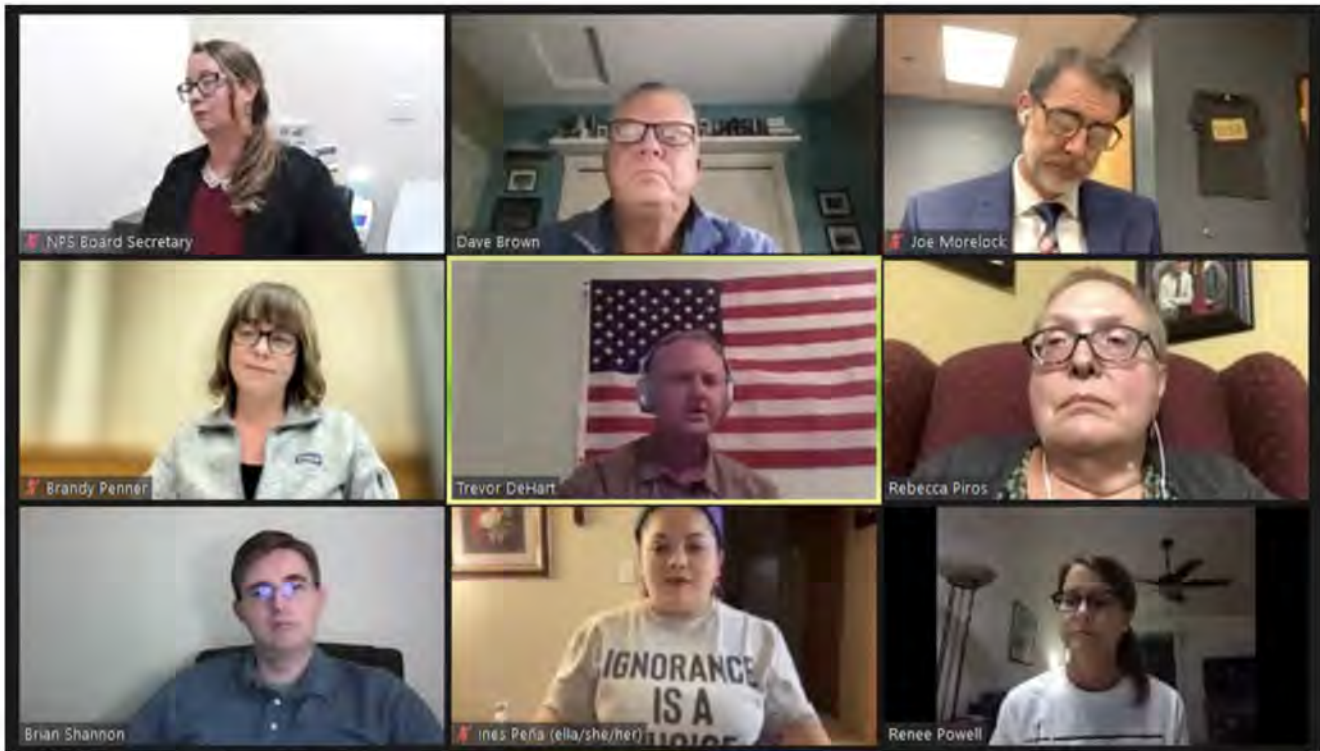 NPS Board Secretary
Dave Brown
Joe Morelock
Brandy Penner
Trevor DeHart
Rebecca Piros
Brian Shannon
IGNORANCE
IS A
CHOICE
Ines Peña (ella/she/her)
Renee Powell